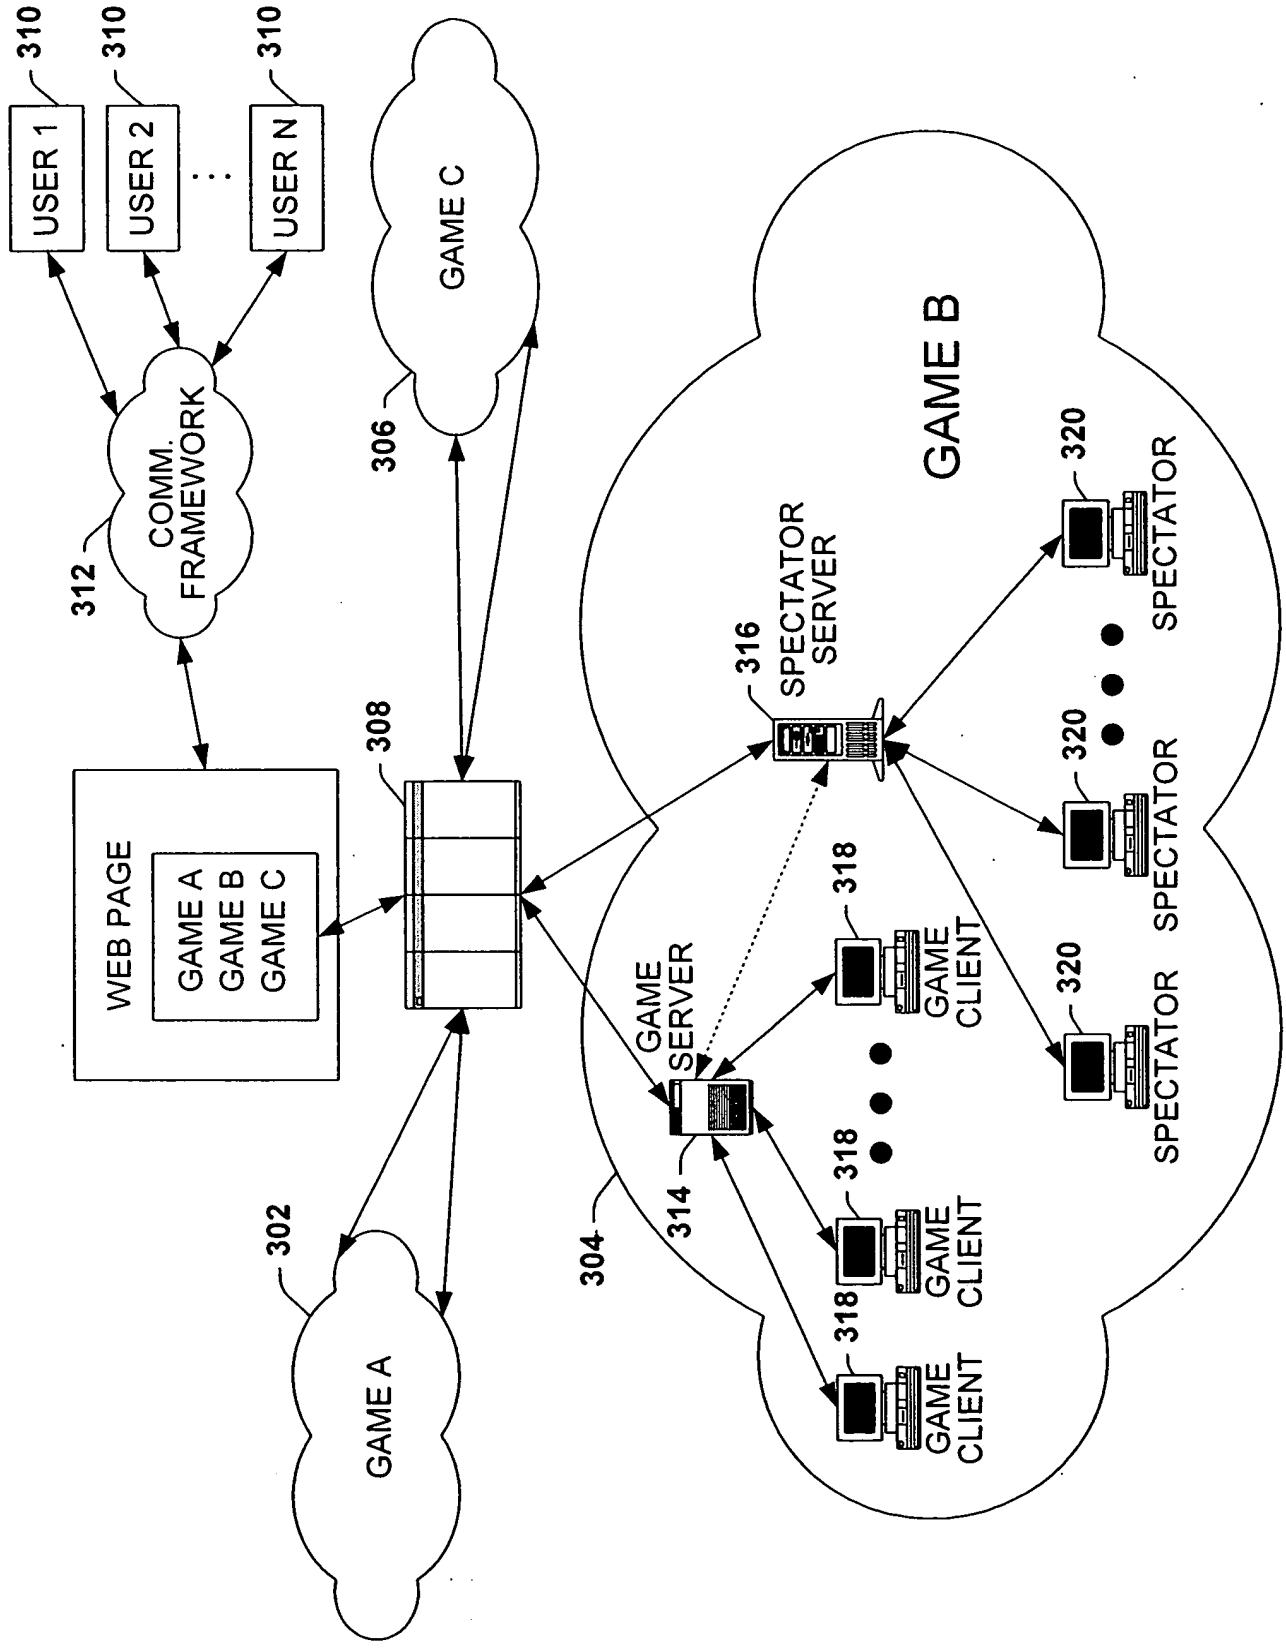 310
310
310
USER 1
USER 2
...
USER N
312
COMM.
FRAMEWORK
WEB PAGE
GAME A
GAME B
GAME C
308
302
GAME A
306
GAME C
304
GAME B
GAME
SERVER
314
316
SPECTATOR
SERVER
318
GAME
CLIENT
318
GAME
CLIENT
318
GAME
CLIENT
320
SPECTATOR
320
SPECTATOR
320
SPECTATOR